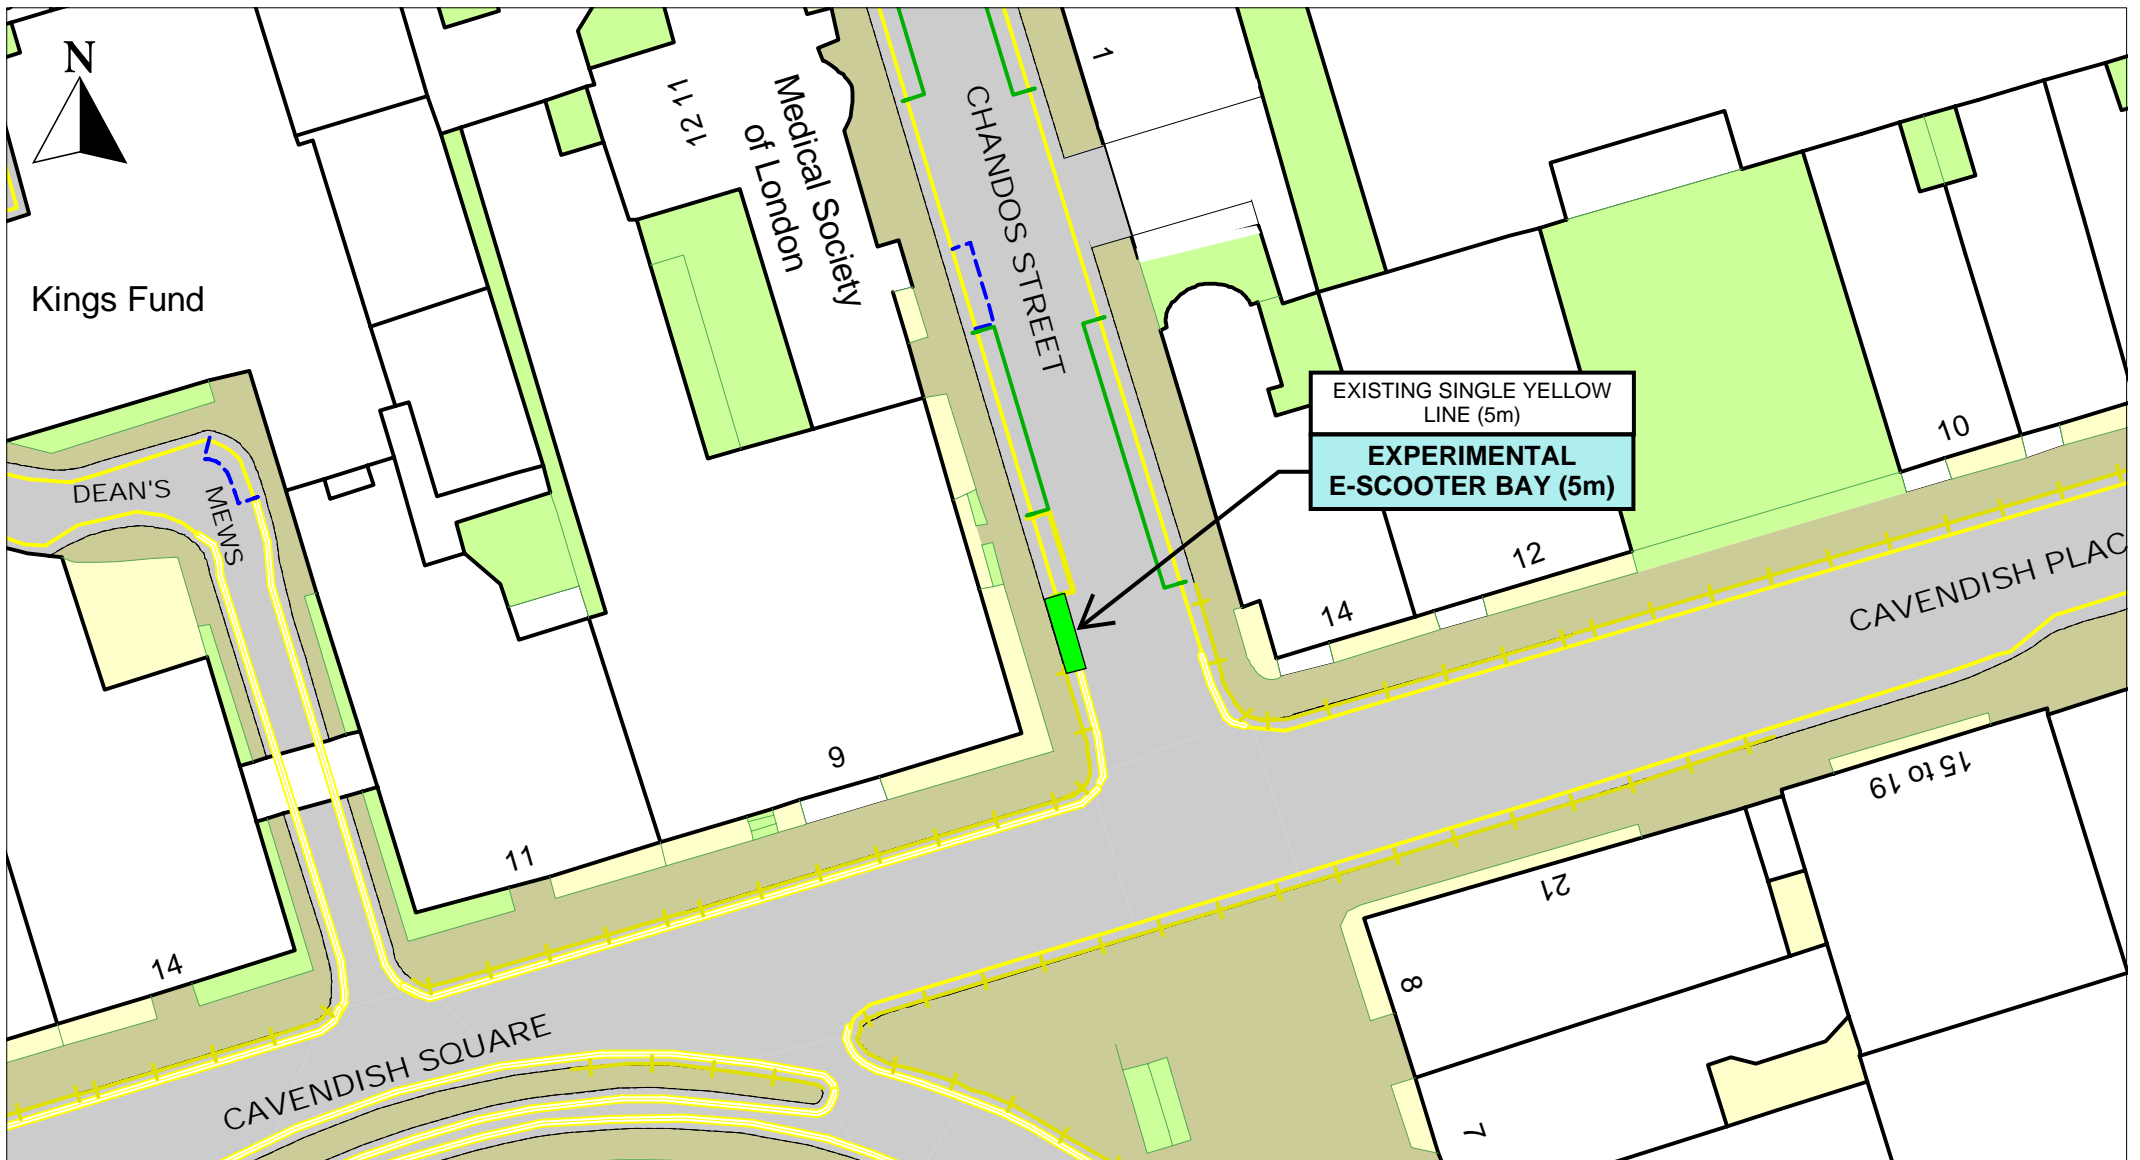 N
1
12 11
Medical Society
of London
CHANDOS STREET
Kings Fund
EXISTING SINGLE YELLOW
LINE (5m)
EXPERIMENTAL
E-SCOOTER BAY (5m)
10
DEAN'S
MEWS
12
14
CAVENDISH PLAC
9
15 to 19
11
21
14
8
CAVENDISH SQUARE
7